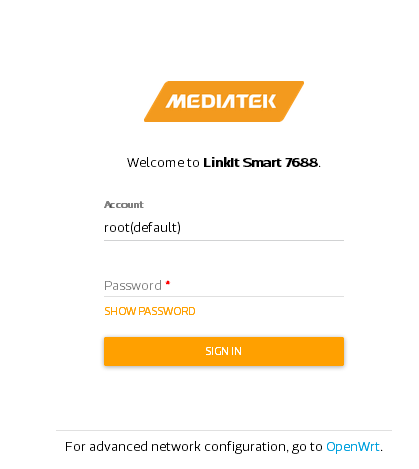 MEDIATEK
Welcome to LinkIt Smart 7688.
Account
root(default)
Password *
SHOW PASSWORD
SIGN IN
For advanced network configuration, go to OpenWrt.